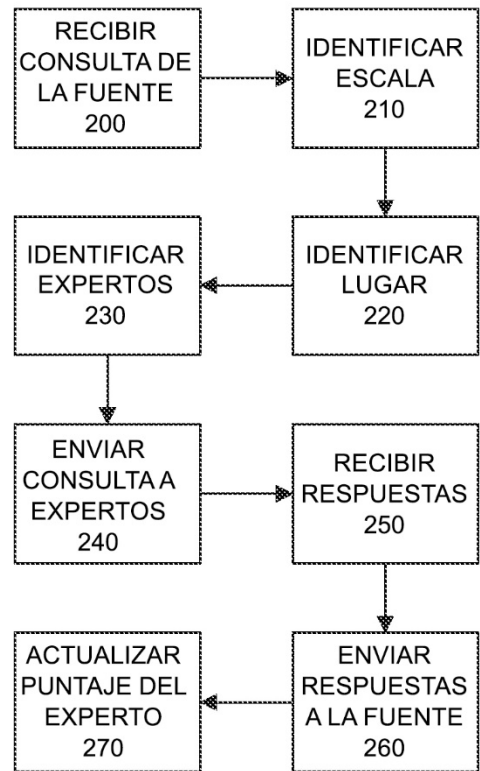 RECIBIR
CONSULTA DE
LA FUENTE
200
IDENTIFICAR
ESCALA
210
IDENTIFICAR
LUGAR
220
IDENTIFICAR
EXPERTOS
230
ENVIAR
CONSULTA A
EXPERTOS
240
RECIBIR
RESPUESTAS
250
ENVIAR
RESPUESTAS
A LA FUENTE
260
ACTUALIZAR
PUNTAJE DEL
EXPERTO
270